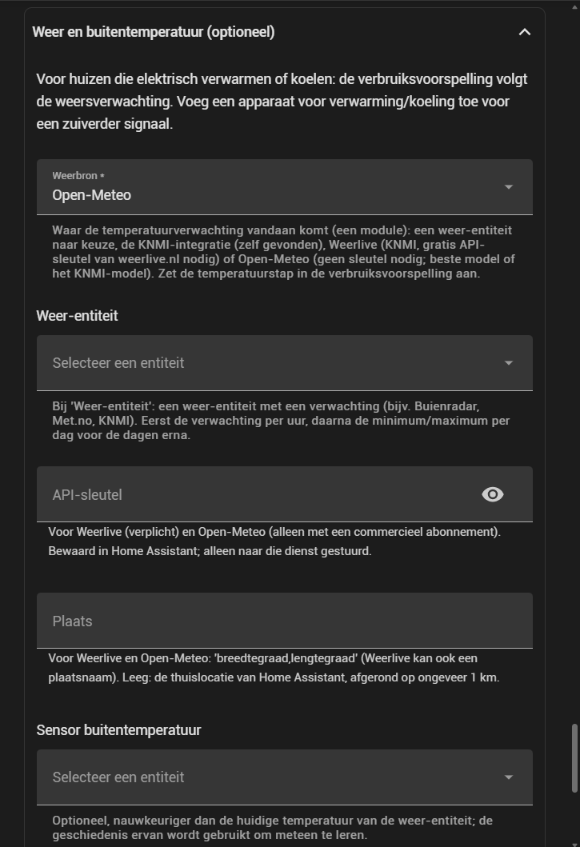 Weer en buitentemperatuur (optioneel)
Voor huizen die elektrisch verwarmen of koelen: de verbruiksvoorspelling volgt
de weersverwachting. Voeg een apparaat voor verwarming/koeling toe voor
een zuiverder signaal.
Weerbron *
Open-Meteo
Waar de temperatuurverwachting vandaan komt (een module): een weer-entiteit
naar keuze, de KNMI-integratie (zelf gevonden), Weerlive (KNMI, gratis API-
sleutel van weerlive.nl nodig) of Open-Meteo (geen sleutel nodig; beste model of
het KNMI-model). Zet de temperatuurstap in de verbruiksvoorspelling aan.
Weer-entiteit
Selecteer een entiteit
Bij 'Weer-entiteit': een weer-entiteit met een verwachting (bijv. Buienradar,
Met.no, KNMI). Eerst de verwachting per uur, daarna de minimum/maximum per
dag voor de dagen erna.
API-sleutel
Voor Weerlive (verplicht) en Open-Meteo (alleen met een commercieel abonnement).
Bewaard in Home Assistant; alleen naar die dienst gestuurd.
Plaats
Voor Weerlive en Open-Meteo: 'breedtegraad,lengtegraad' (Weerlive kan ook een
plaatsnaam). Leeg: de thuislocatie van Home Assistant, afgerond op ongeveer 1 km.
Sensor buitentemperatuur
Selecteer een entiteit
Optioneel, nauwkeuriger dan de huidige temperatuur van de weer-entiteit; de
geschiedenis ervan wordt gebruikt om meteen te leren.